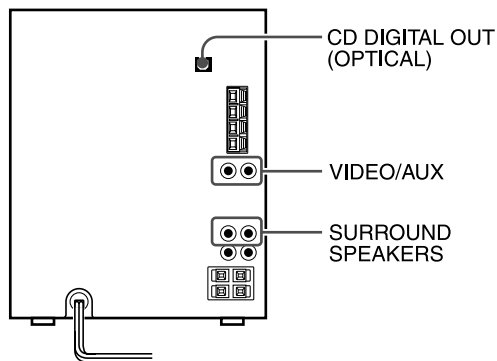 CD DIGITAL OUT
(OPTICAL)
VIDEO/AUX
SURROUND
SPEAKERS